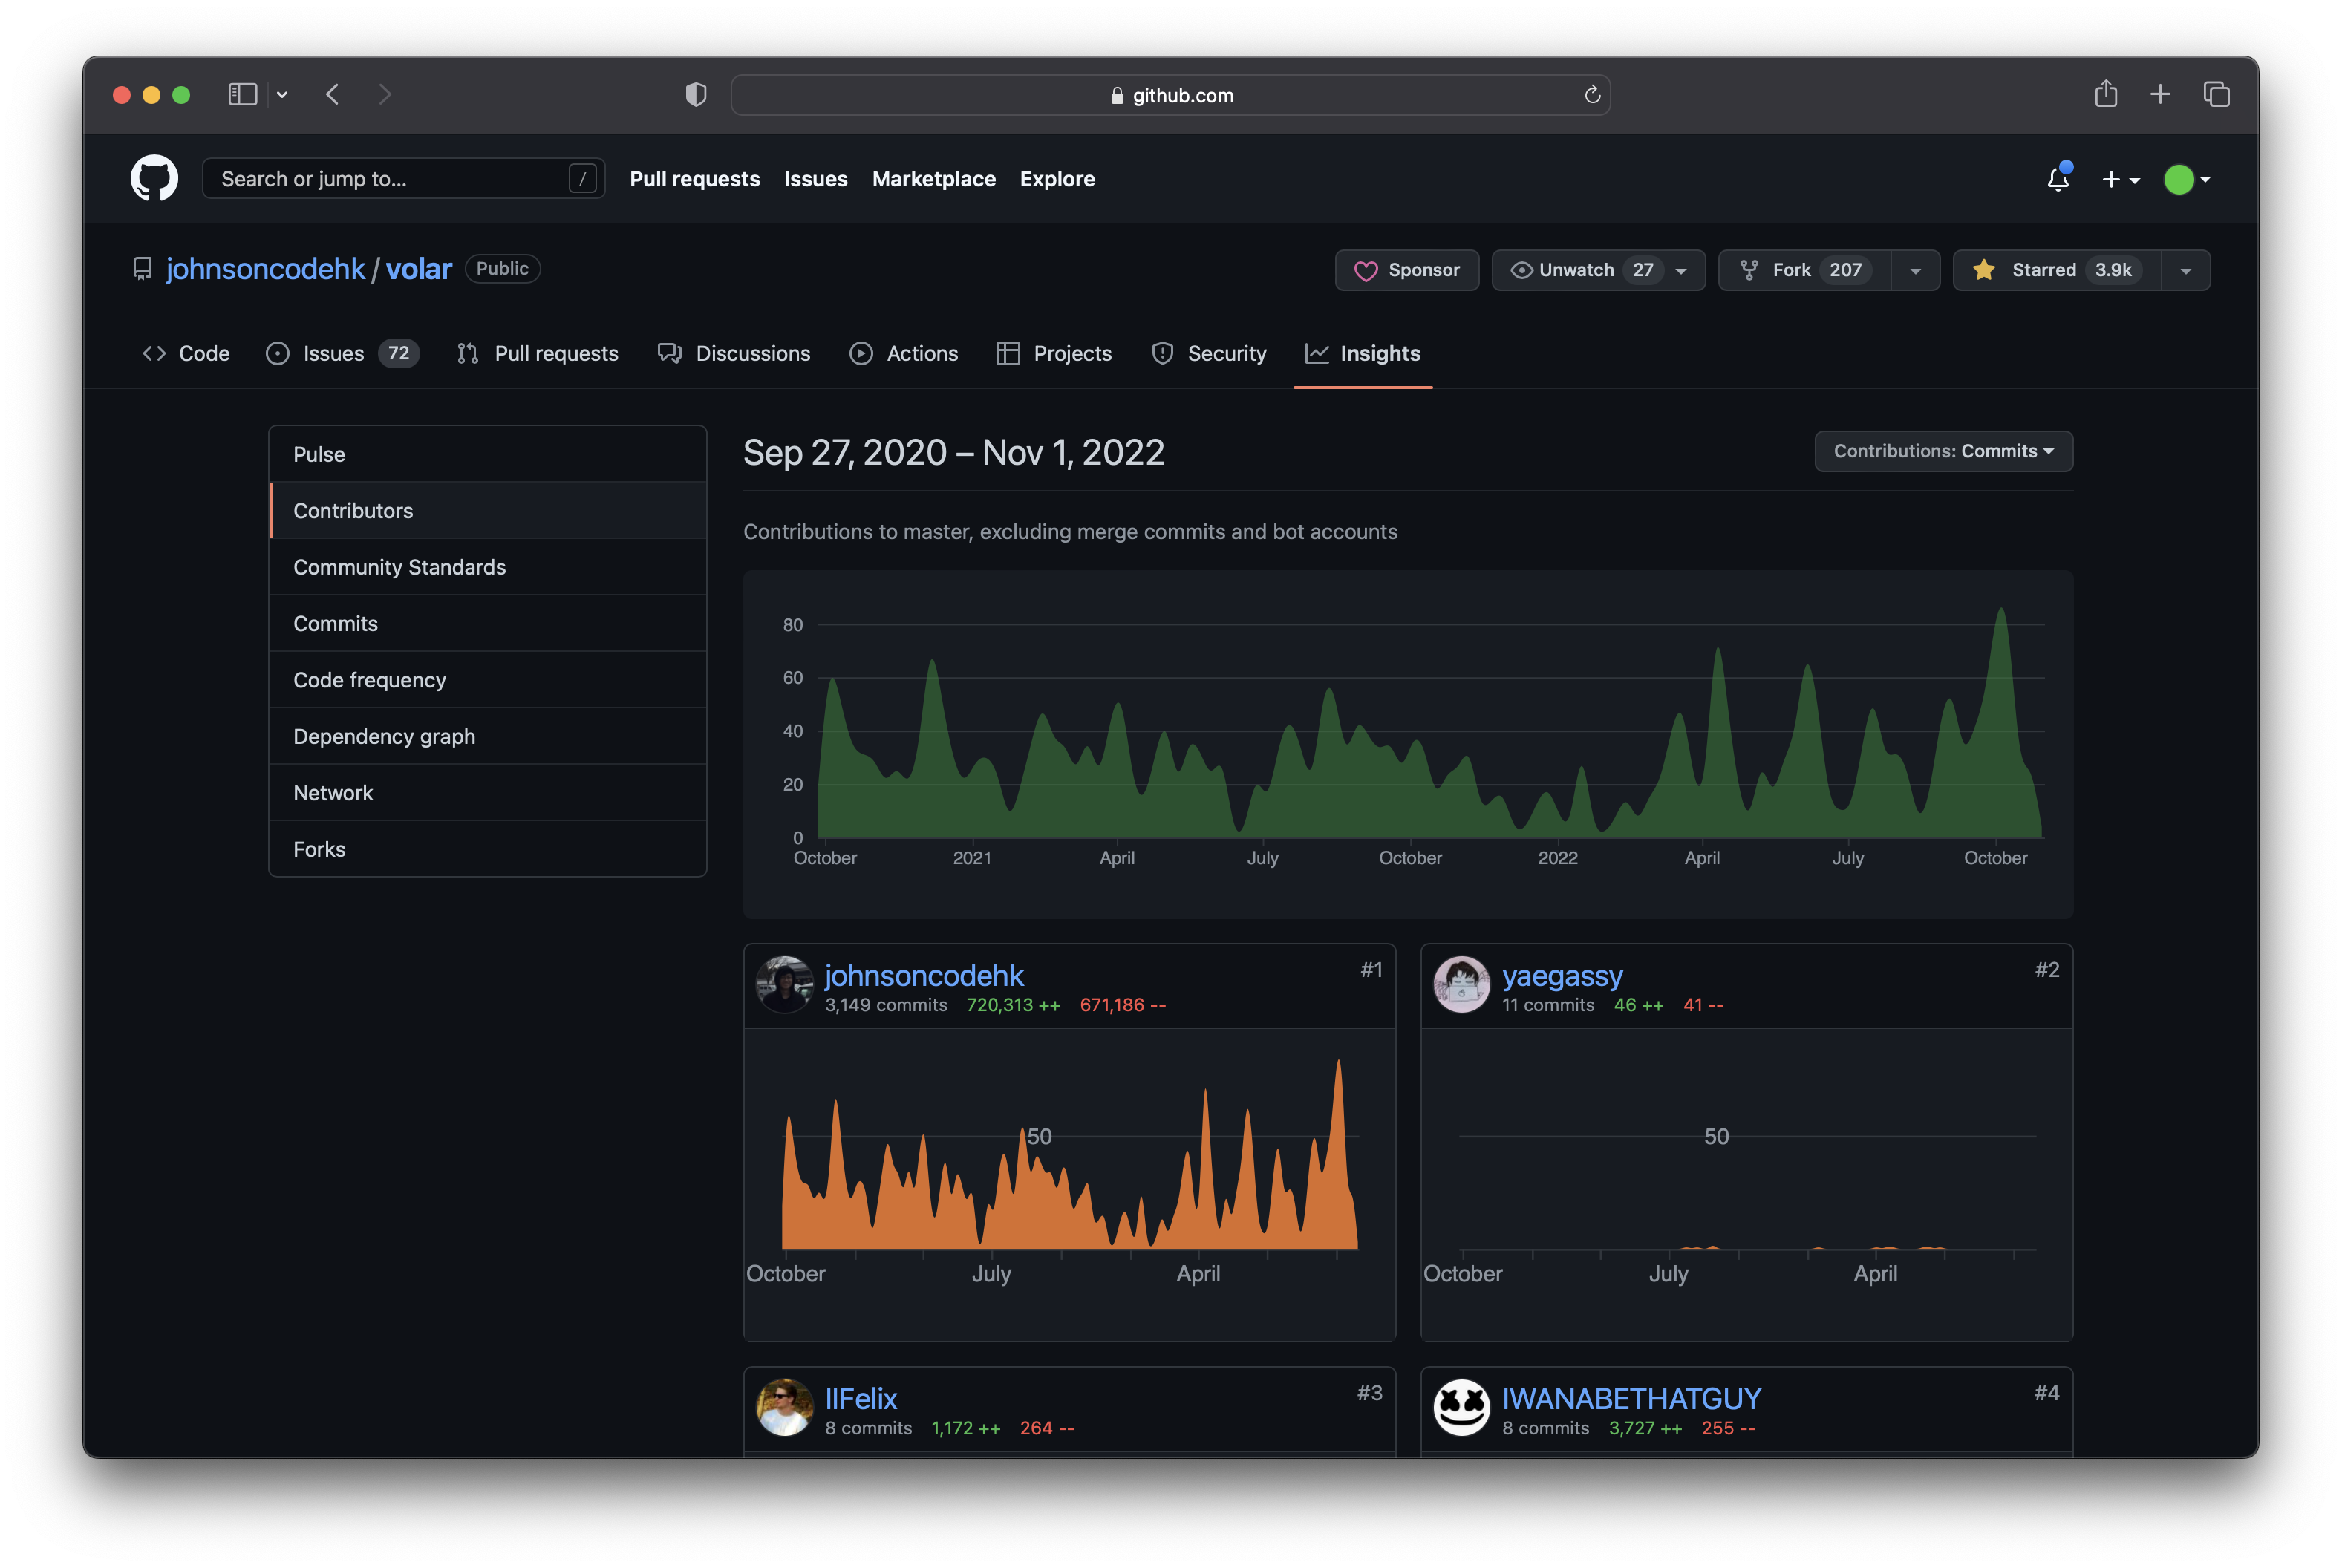 github.com
Search or jump to... / Pull requests Issues Marketplace Explore
johnsoncodehk / volar Public Sponsor Unwatch 27 Fork 207 Starred 3.9k
Code Issues 72 Pull requests Discussions Actions Projects Security Insights
Pulse
Contributors
Community Standards
Commits
Code frequency
Dependency graph
Network
Forks
Sep 27, 2020 – Nov 1, 2022 Contributions: Commits
Contributions to master, excluding merge commits and bot accounts
80
60
40
20
0
October 2021 April July October 2022 April July October
johnsoncodehk #1
3,149 commits 720,313 ++ 671,186 --
50
October July April
yaegassy #2
11 commits 46 ++ 41 --
50
October July April
IIFelix #3
8 commits 1,172 ++ 264 --
IWANABETHATGUY #4
8 commits 3,727 ++ 255 --